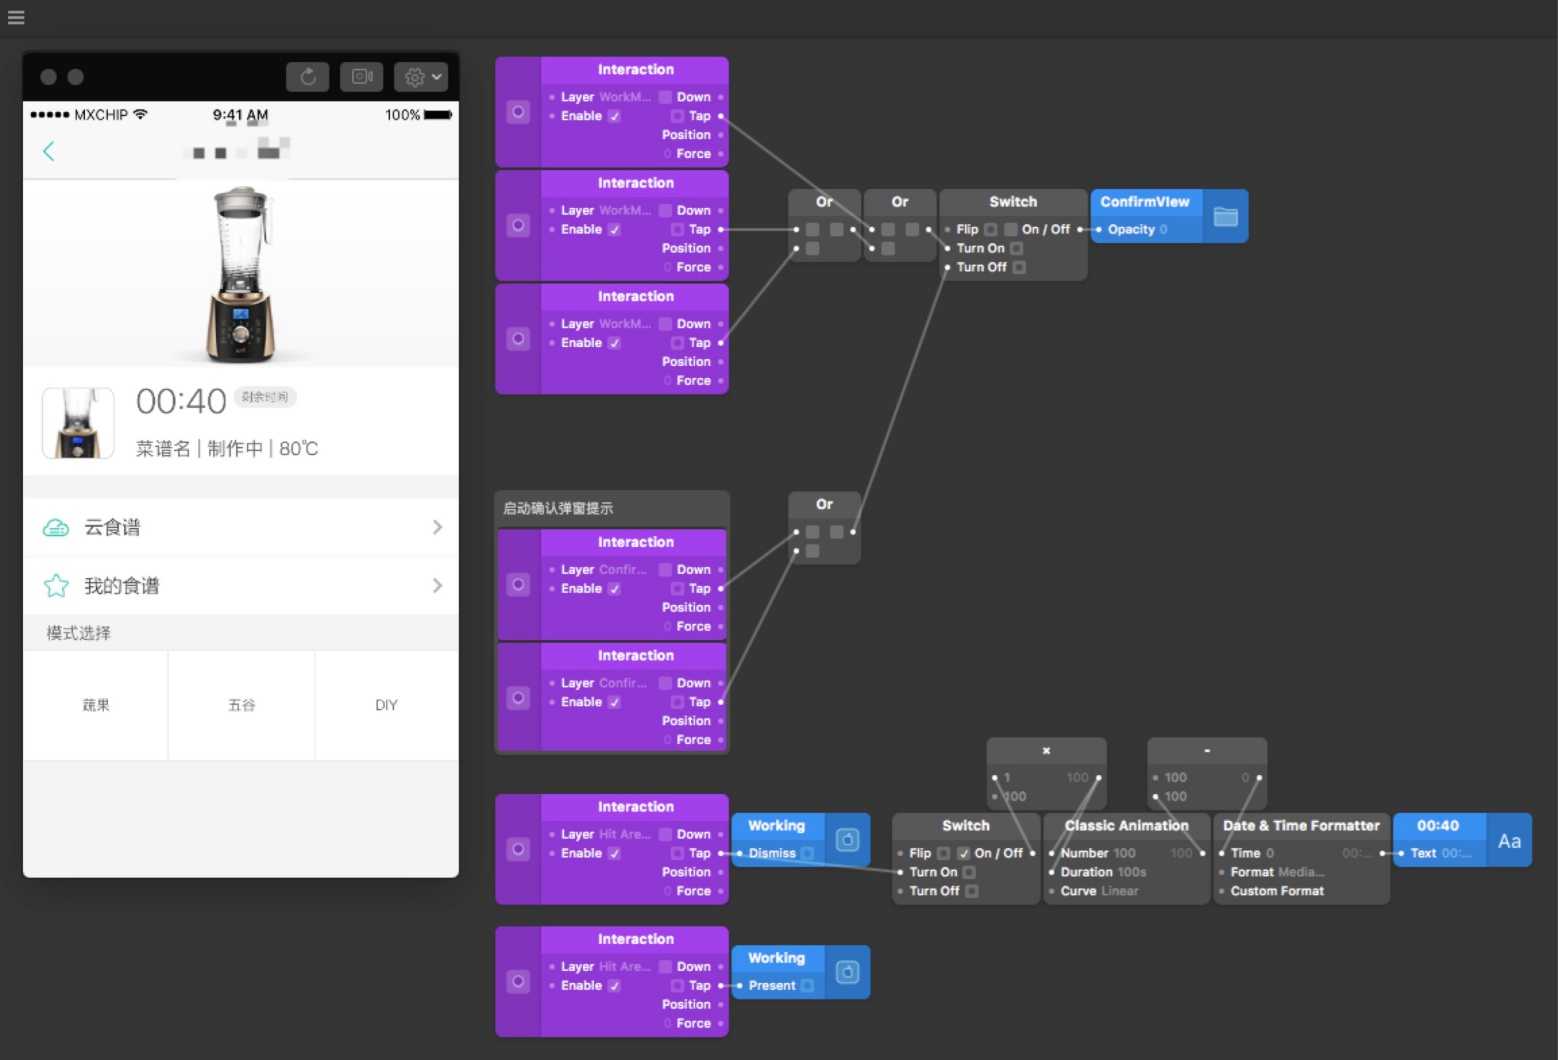 ●●●●● MXCHIP
9:41 AM
100%
00:40
剩余时间
菜谱名 | 制作中 | 80℃
云食谱
我的食谱
模式选择
蔬果
五谷
DIY
Interaction
Layer WorkM... Down
Enable Tap
Position
0 Force
Interaction
Layer WorkM... Down
Enable Tap
Position
0 Force
Interaction
Layer WorkM... Down
Enable Tap
Position
0 Force
Or
Or
Switch
Flip On / Off
Turn On
Turn Off
ConfirmVIew
Opacity 0
启动确认弹窗提示
Interaction
Layer Confir... Down
Enable Tap
Position
0 Force
Interaction
Layer Confir... Down
Enable Tap
Position
0 Force
Or
Interaction
Layer Hit Are... Down
Enable Tap
Position
0 Force
Working
Dismiss
×
1 100
100
-
100 0
100
Switch
Flip On / Off
Turn On
Turn Off
Classic Animation
Number 100 100
Duration 100s
Curve Linear
Date & Time Formatter
Time 0 00:...
Format Media...
Custom Format
00:40
Text 00:...
Aa
Interaction
Layer Hit Are... Down
Enable Tap
Position
0 Force
Working
Present